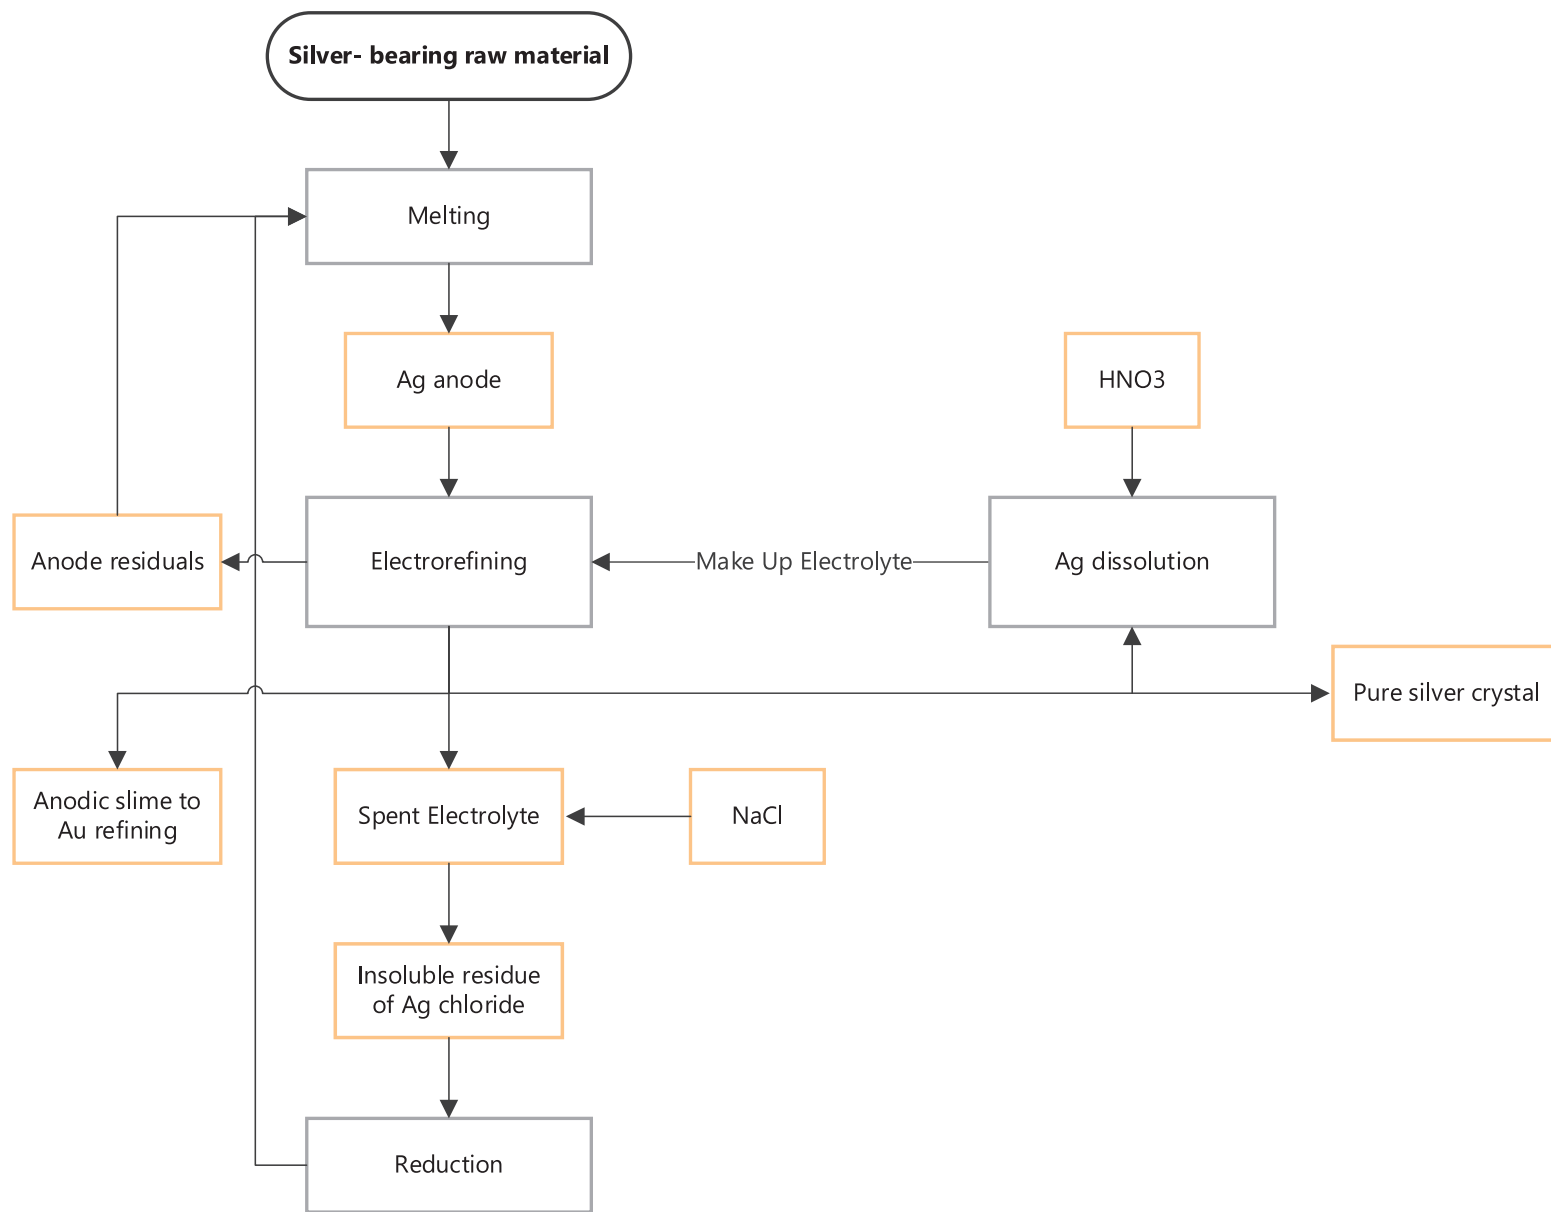 Silver- bearing raw material
Melting
Ag anode
HNO3
Anode residuals
Electrorefining
Make Up Electrolyte
Ag dissolution
Pure silver crystal
Anodic slime to
Au refining
Spent Electrolyte
NaCl
Insoluble residue
of Ag chloride
Reduction